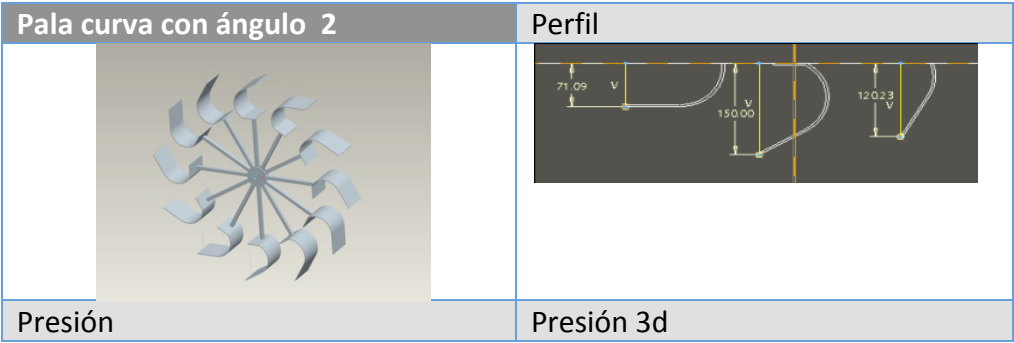 Pala curva con ángulo 2
Perfil
71.09
V
150.00
V
120.23
V
Presión
Presión 3d